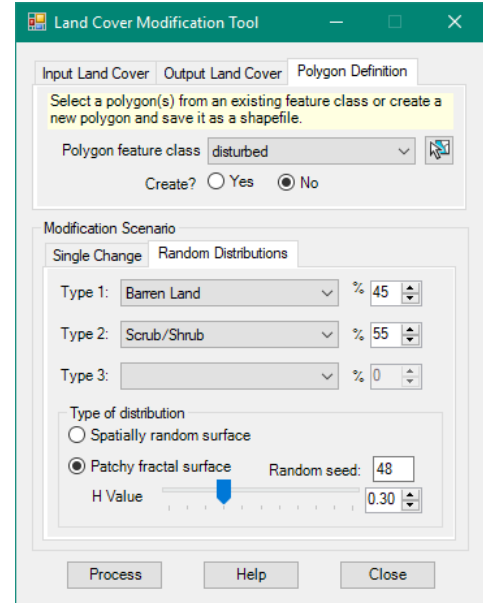 Land Cover Modification Tool
Input Land Cover Output Land Cover Polygon Definition
Select a polygon(s) from an existing feature class or create a
new polygon and save it as a shapefile.
Polygon feature class disturbed
Create? Yes No
Modification Scenario
Single Change Random Distributions
Type 1: Barren Land % 45
Type 2: Scrub/Shrub % 55
Type 3: % 0
Type of distribution
Spatially random surface
Patchy fractal surface Random seed: 48
H Value 0.30
Process Help Close